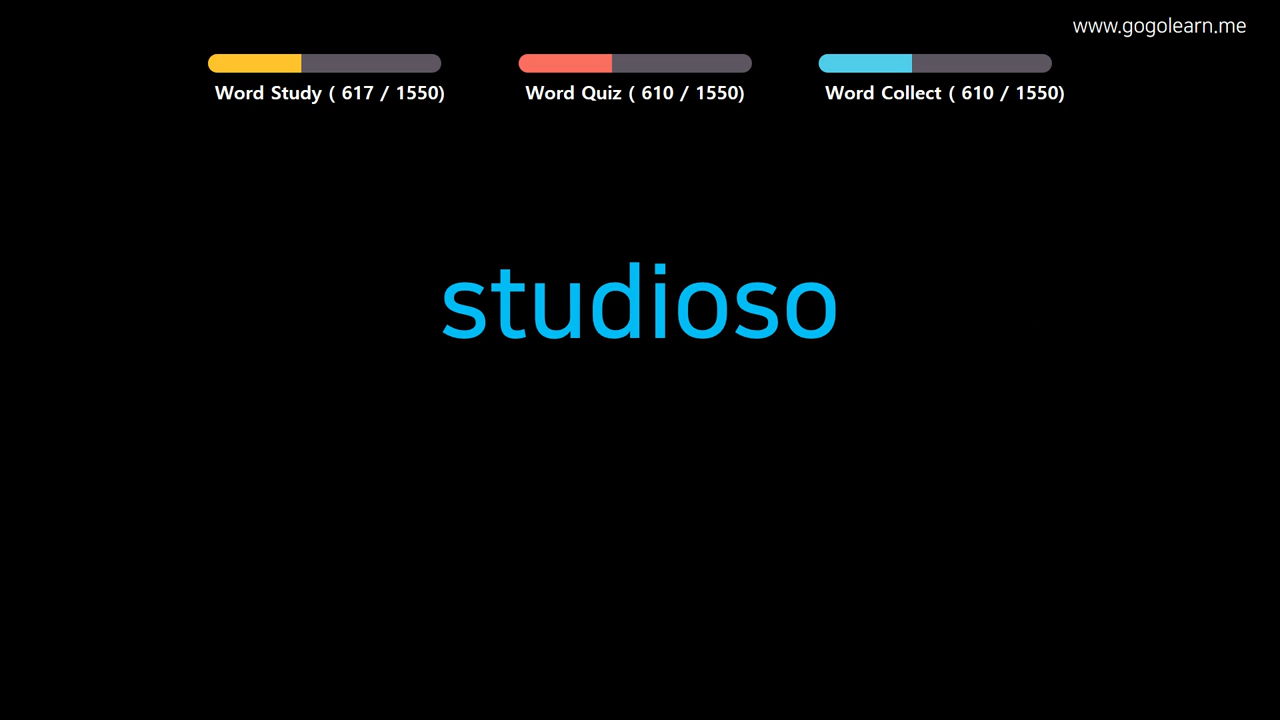 www.gogolearn.me
Word Study ( 617 / 1550)
Word Quiz ( 610 / 1550)
Word Collect ( 610 / 1550)
studioso